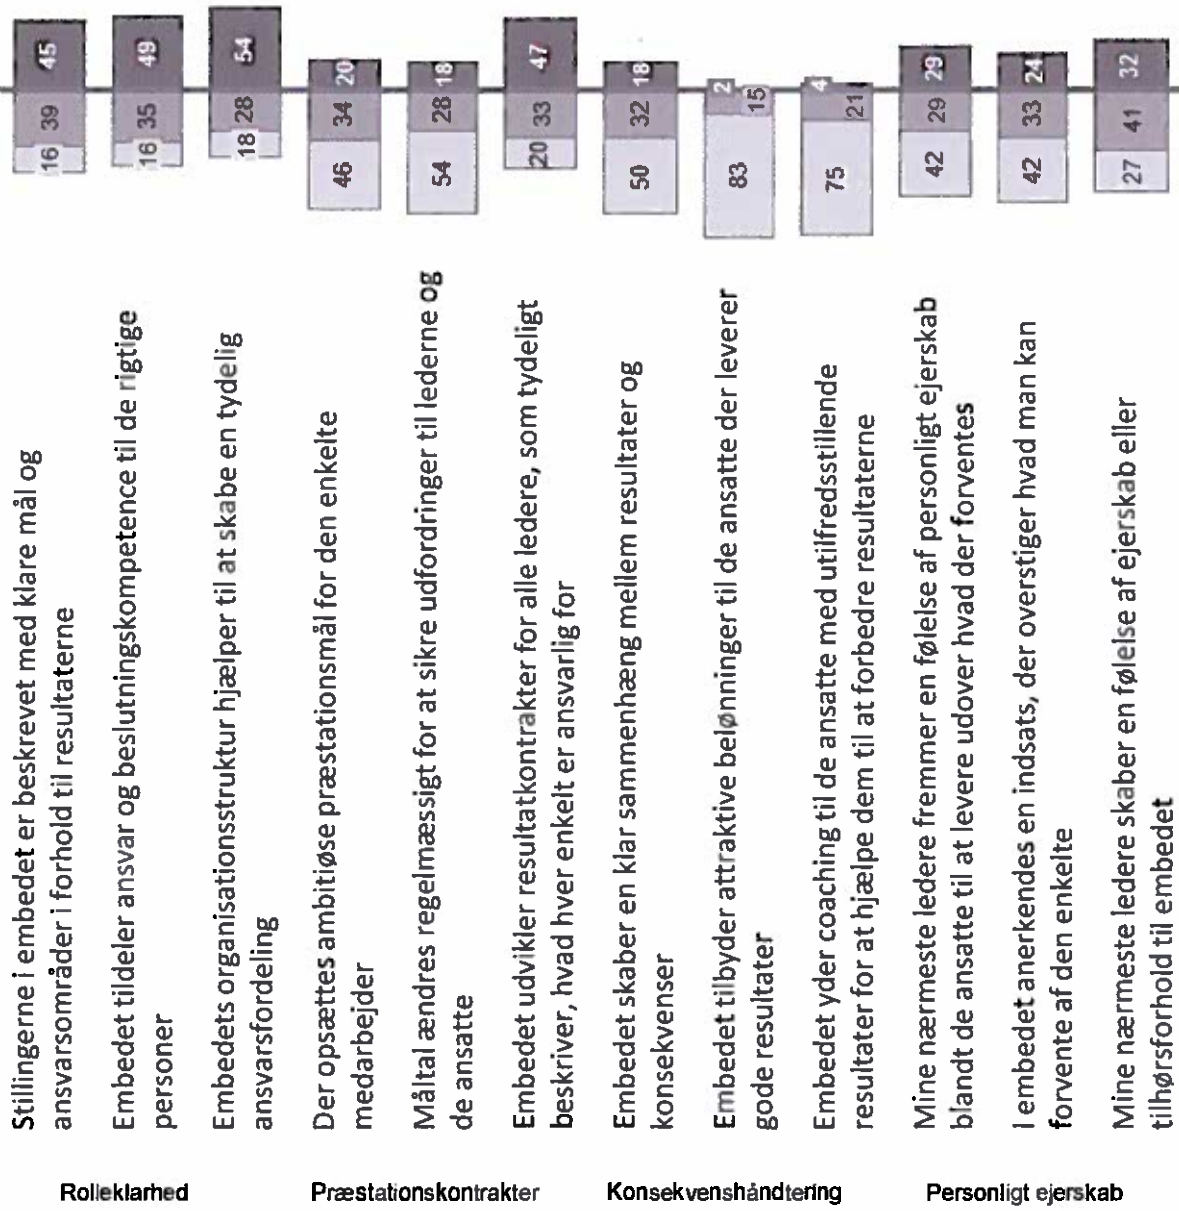 Rolleklarhed
Stillingerne i embedet er beskrevet med klare mål og
ansvarsområder i forhold til resultaterne
16 39 45
Embedet tildeler ansvar og beslutningskompetence til de rigtige
personer
16 35 49
Embedets organisationsstruktur hjælper til at skabe en tydelig
ansvarsfordeling
18 28 54
Præstationskontrakter
Der opsættes ambitiøse præstationsmål for den enkelte
medarbejder
46 34 20
Måltal ændres regelmæssigt for at sikre udfordringer til lederne og
de ansatte
54 28 18
Embedet udvikler resultatkontrakter for alle ledere, som tydeligt
beskriver, hvad hver enkelt er ansvarlig for
20 33 47
Konsekvenshåndtering
Embedet skaber en klar sammenhæng mellem resultater og
konsekvenser
50 32 18
Embedet tilbyder attraktive belønninger til de ansatte der leverer
gode resultater
83 15 2
Embedet yder coaching til de ansatte med utilfredsstillende
resultater for at hjælpe dem til at forbedre resultaterne
75 21 4
Personligt ejerskab
Mine nærmeste ledere fremmer en følelse af personligt ejerskab
blandt de ansatte til at levere udover hvad der forventes
42 29 29
I embedet anerkendes en indsats, der overstiger hvad man kan
forvente af den enkelte
42 33 24
Mine nærmeste ledere skaber en følelse af ejerskab eller
tilhørsforhold til embedet
27 41 32